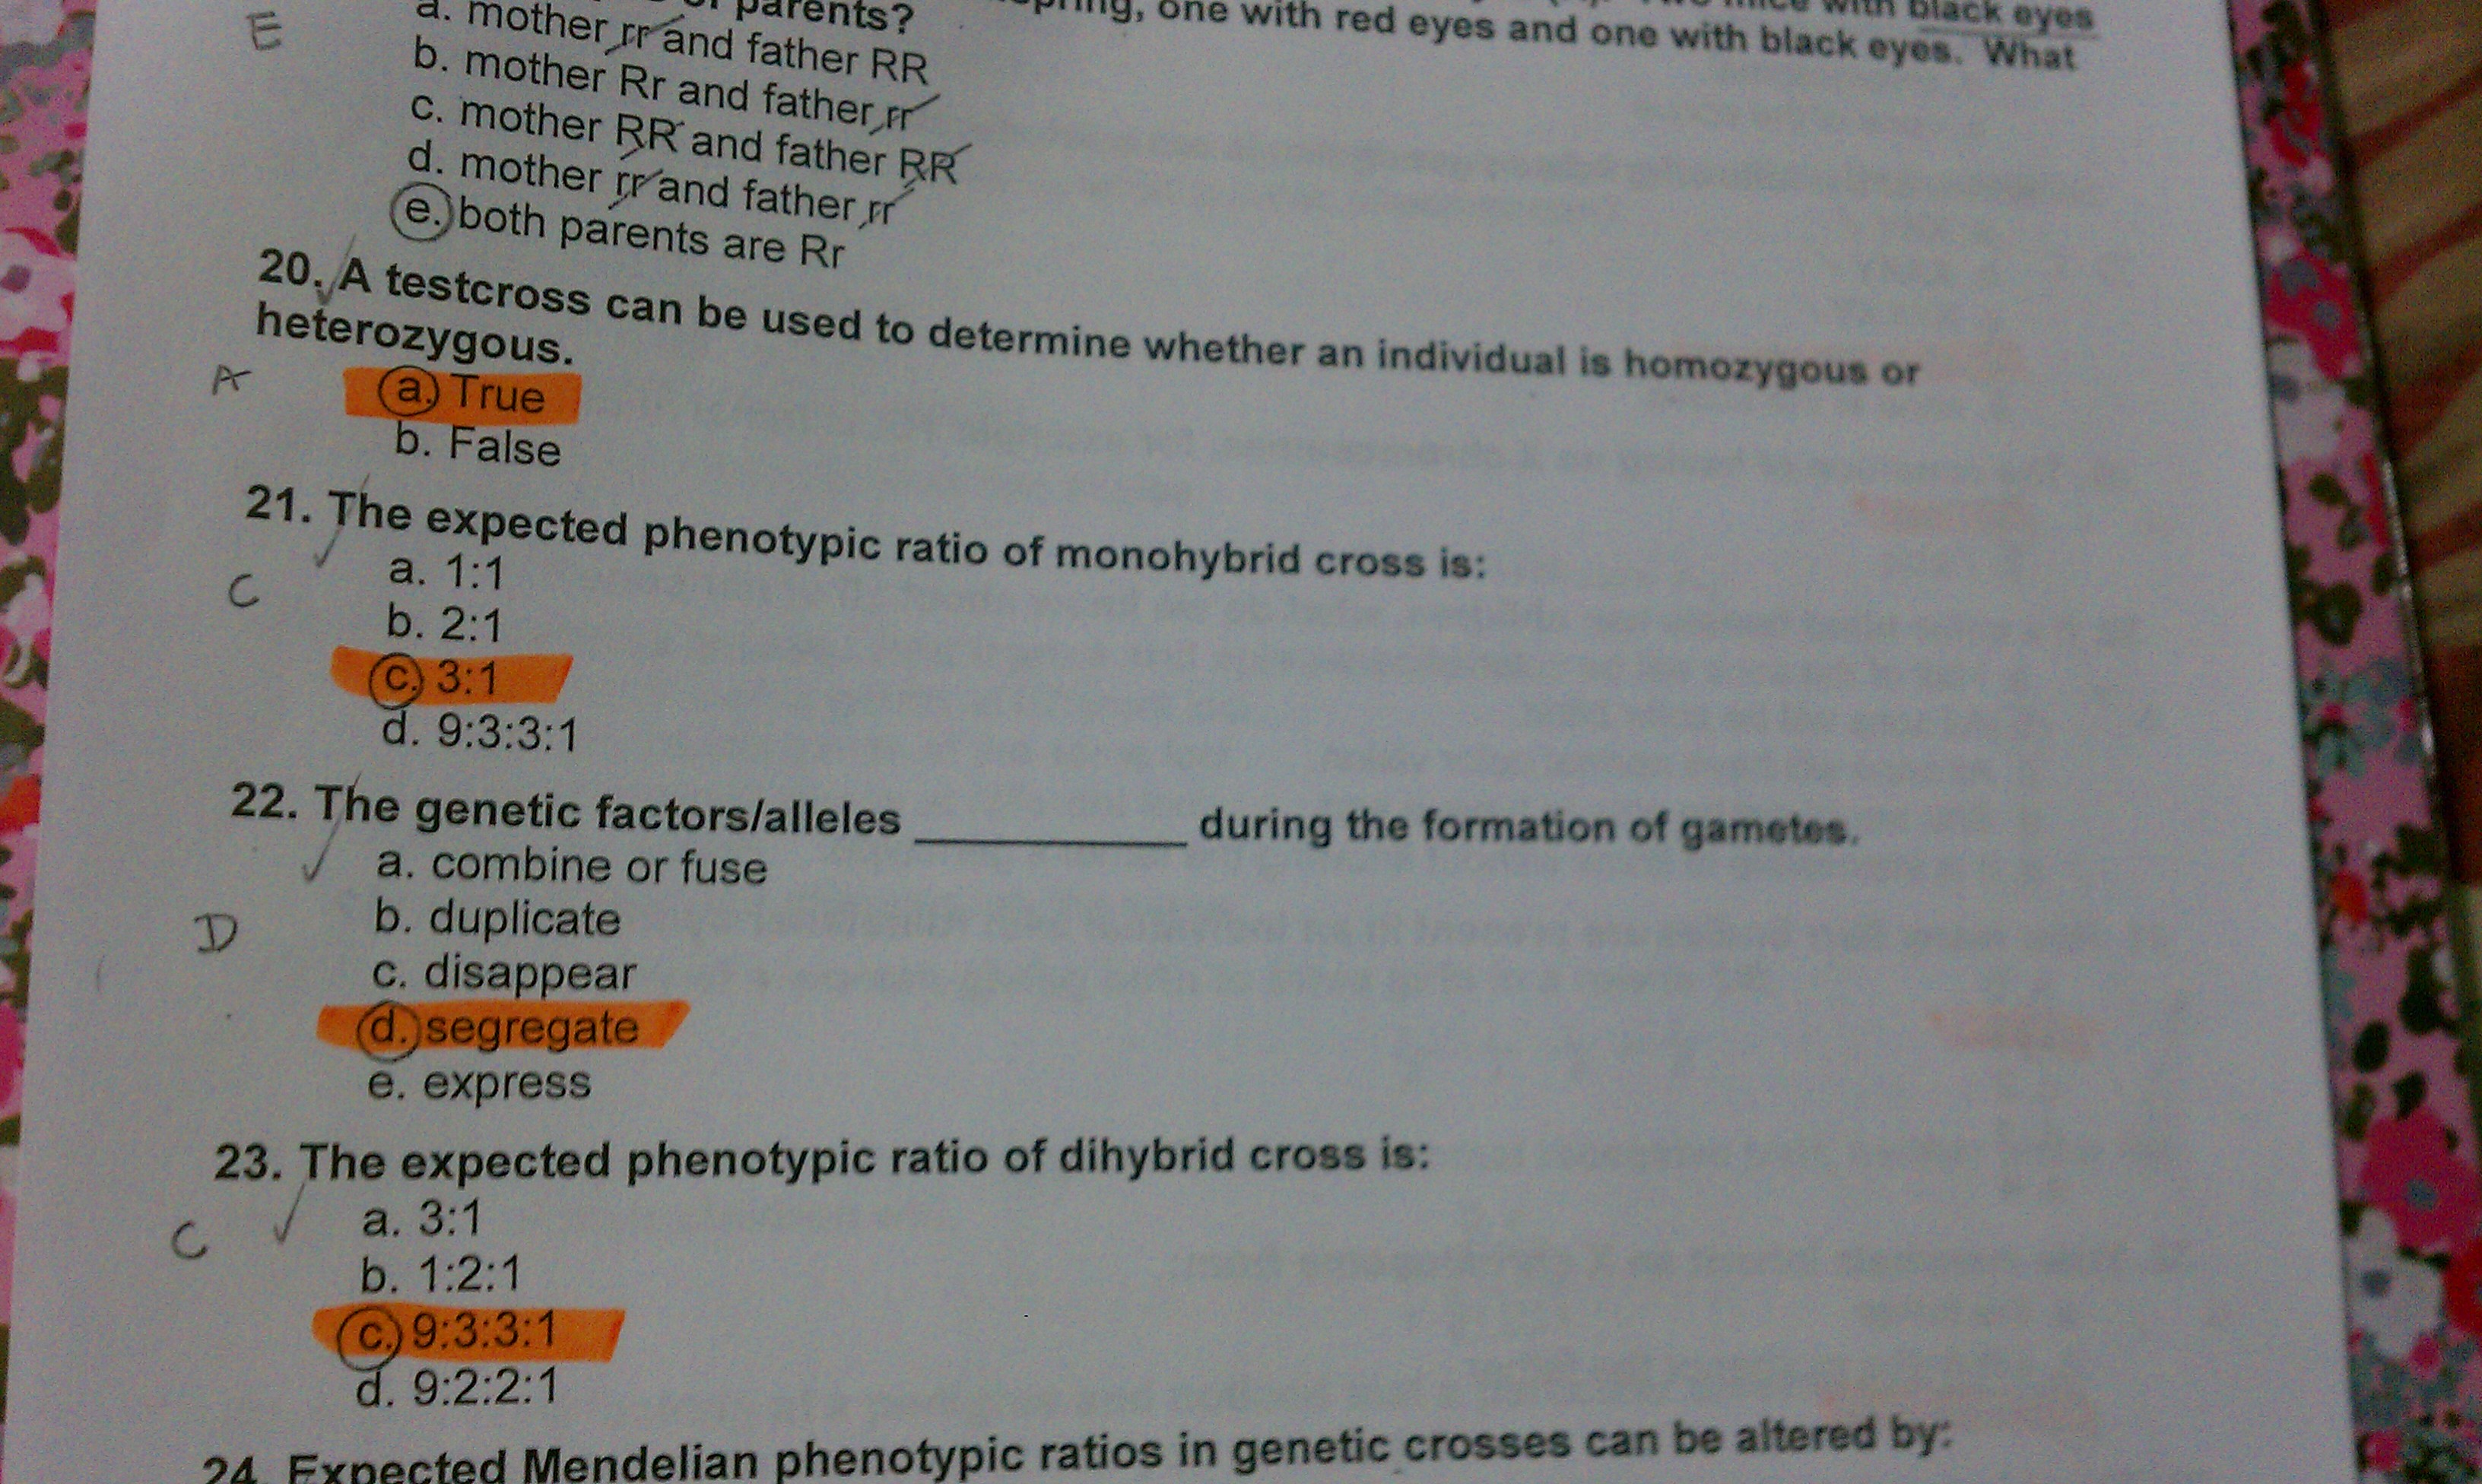 parents?
one with red eyes and one with black eyes. What
with black eyes
E
a. mother rr and father RR
b. mother Rr and father rr
c. mother RR and father RR
d. mother rr and father rr
e. both parents are Rr
20. A testcross can be used to determine whether an individual is homozygous or
heterozygous.
A
a. True
b. False
21. The expected phenotypic ratio of monohybrid cross is:
a. 1:1
C
b. 2:1
c. 3:1
d. 9:3:3:1
22. The genetic factors/alleles __________ during the formation of gametes.
a. combine or fuse
b. duplicate
D
c. disappear
d. segregate
e. express
23. The expected phenotypic ratio of dihybrid cross is:
a. 3:1
C
b. 1:2:1
c. 9:3:3:1
d. 9:2:2:1
24. Expected Mendelian phenotypic ratios in genetic crosses can be altered by: